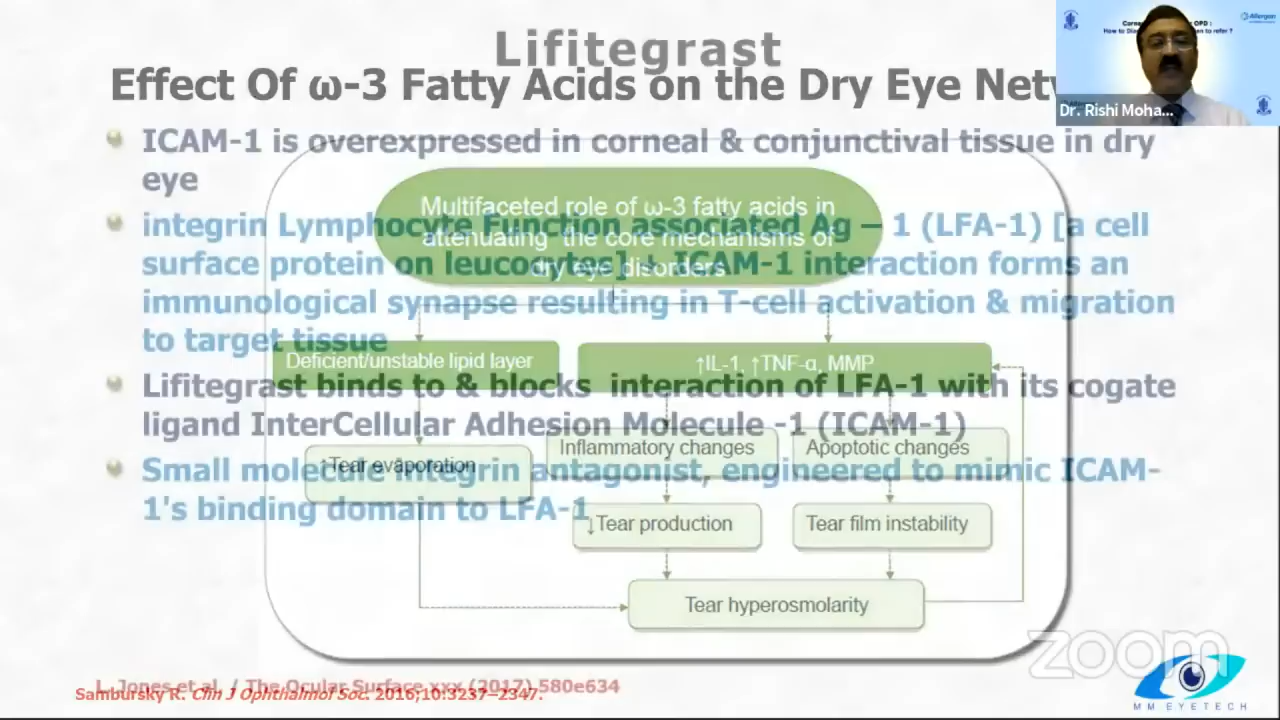 Lifitegrast
Effect Of ω-3 Fatty Acids on the Dry Eye Netw
ICAM-1 is overexpressed in corneal & conjunctival tissue in dry
eye
integrin Lymphocyte Function associated Ag – 1 (LFA-1) [a cell
surface protein on leucocytes] + ICAM-1 interaction forms an
immunological synapse resulting in T-cell activation & migration
to target tissue
Lifitegrast binds to & blocks interaction of LFA-1 with its cogate
ligand InterCellular Adhesion Molecule -1 (ICAM-1)
Small molecule integrin antagonist, engineered to mimic ICAM-
1's binding domain to LFA-1
Multifaceted role of ω-3 fatty acids in
attenuating the core mechanisms of
dry eye disorders
Deficient/unstable lipid layer
↑IL-1, ↑TNF-α, MMP
↑Tear evaporation
Inflammatory changes
Apoptotic changes
↓Tear production
Tear film instability
Tear hyperosmolarity
L. Jones et al. / The Ocular Surface xxx (2017) 580e634
Sambursky R. Clin J Ophthalmol Soc. 2016;10:3237–2347.
Allergan
OPD :
How to
to refer ?
Dr. Rishi Moha...
zoom
MM EYETECH